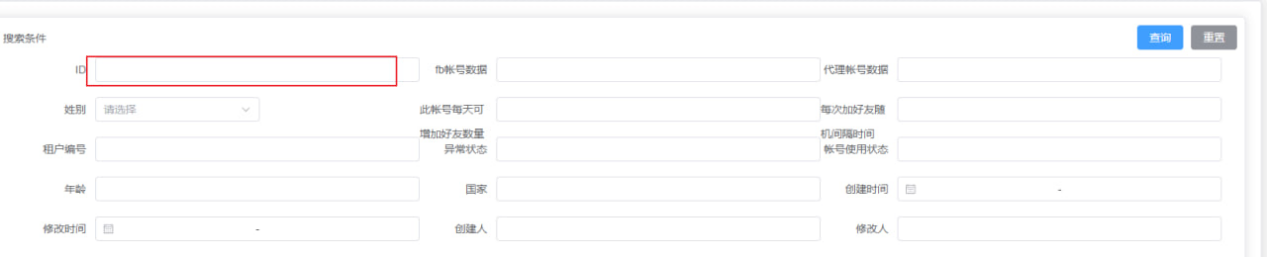 搜索条件 查询 重置
ID fb帐号数据 代理帐号数据
姓别 请选择 此帐号每天可 每次加好友随
增加好友数量 机间隔时间
租户编号 异常状态 帐号使用状态
年龄 国家 创建时间 -
修改时间 - 创建人 修改人